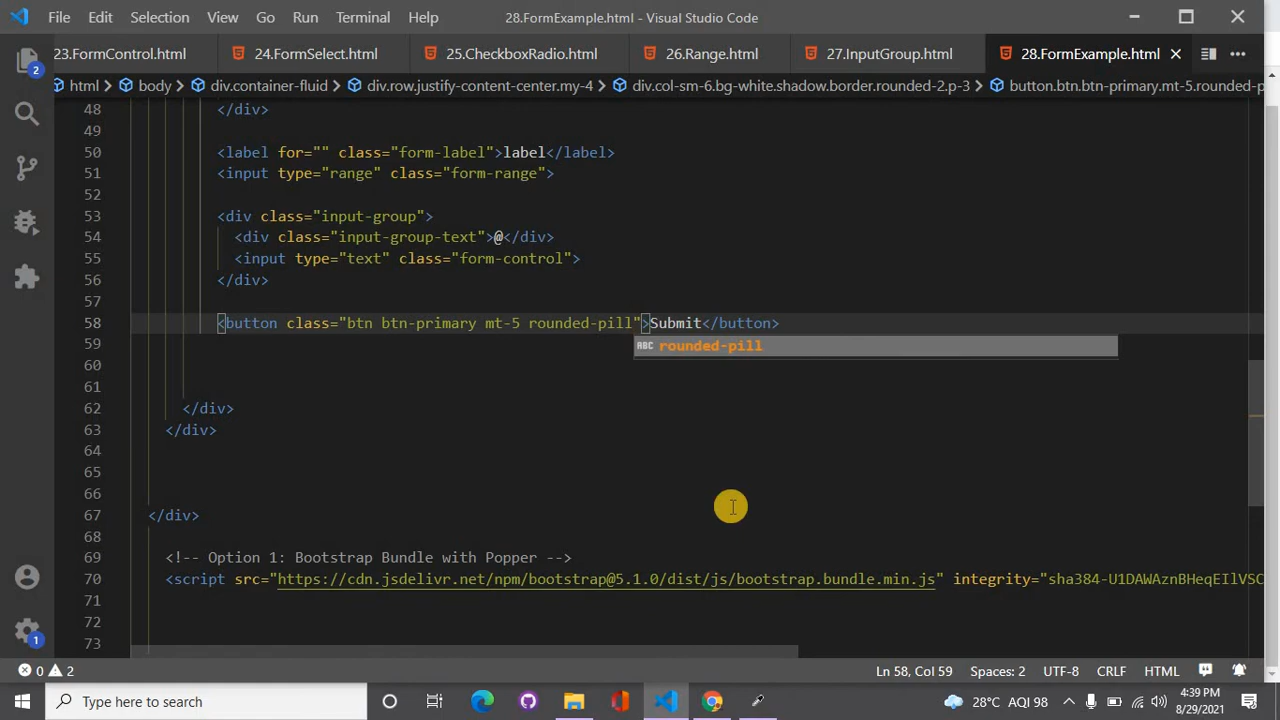 File Edit Selection View Go Run Terminal Help 28.FormExample.html - Visual Studio Code
23.FormControl.html 24.FormSelect.html 25.CheckboxRadio.html 26.Range.html 27.InputGroup.html 28.FormExample.html
html body div.container-fluid div.row.justify-content-center.my-4 div.col-sm-6.bg-white.shadow.border.rounded-2.p-3 button.btn.btn-primary.mt-5.rounded-p
2
48 </div>
49
50 <label for="" class="form-label">label</label>
51 <input type="range" class="form-range">
52
53 <div class="input-group">
54 <div class="input-group-text">@</div>
55 <input type="text" class="form-control">
56 </div>
57
58 <button class="btn btn-primary mt-5 rounded-pill">Submit</button>
ABC rounded-pill
59
60
61
62 </div>
63 </div>
64
65
66
67 </div>
68
69 <!-- Option 1: Bootstrap Bundle with Popper -->
70 <script src="https://cdn.jsdelivr.net/npm/bootstrap@5.1.0/dist/js/bootstrap.bundle.min.js" integrity="sha384-U1DAWAznBHeqEIlVSC
71
72
73
1
0 2 Ln 58, Col 59 Spaces: 2 UTF-8 CRLF HTML
Type here to search 28°C AQI 98 4:39 PM
8/29/2021